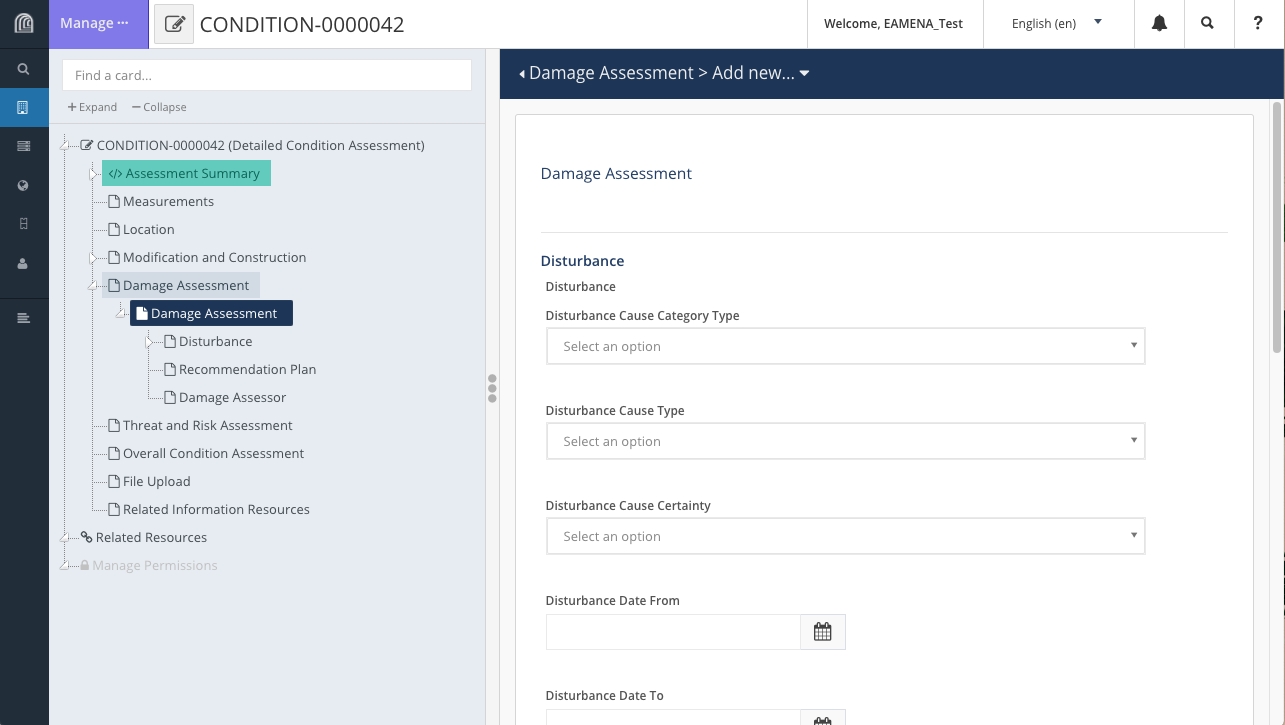 Manage ···
CONDITION-0000042
Welcome, EAMENA_Test
English (en)
?
Find a card...
+ Expand
− Collapse
CONDITION-0000042 (Detailed Condition Assessment)
</> Assessment Summary
Measurements
Location
Modification and Construction
Damage Assessment
Damage Assessment
Disturbance
Recommendation Plan
Damage Assessor
Threat and Risk Assessment
Overall Condition Assessment
File Upload
Related Information Resources
Related Resources
Manage Permissions
Damage Assessment > Add new...
Damage Assessment
Disturbance
Disturbance
Disturbance Cause Category Type
Select an option
Disturbance Cause Type
Select an option
Disturbance Cause Certainty
Select an option
Disturbance Date From
Disturbance Date To